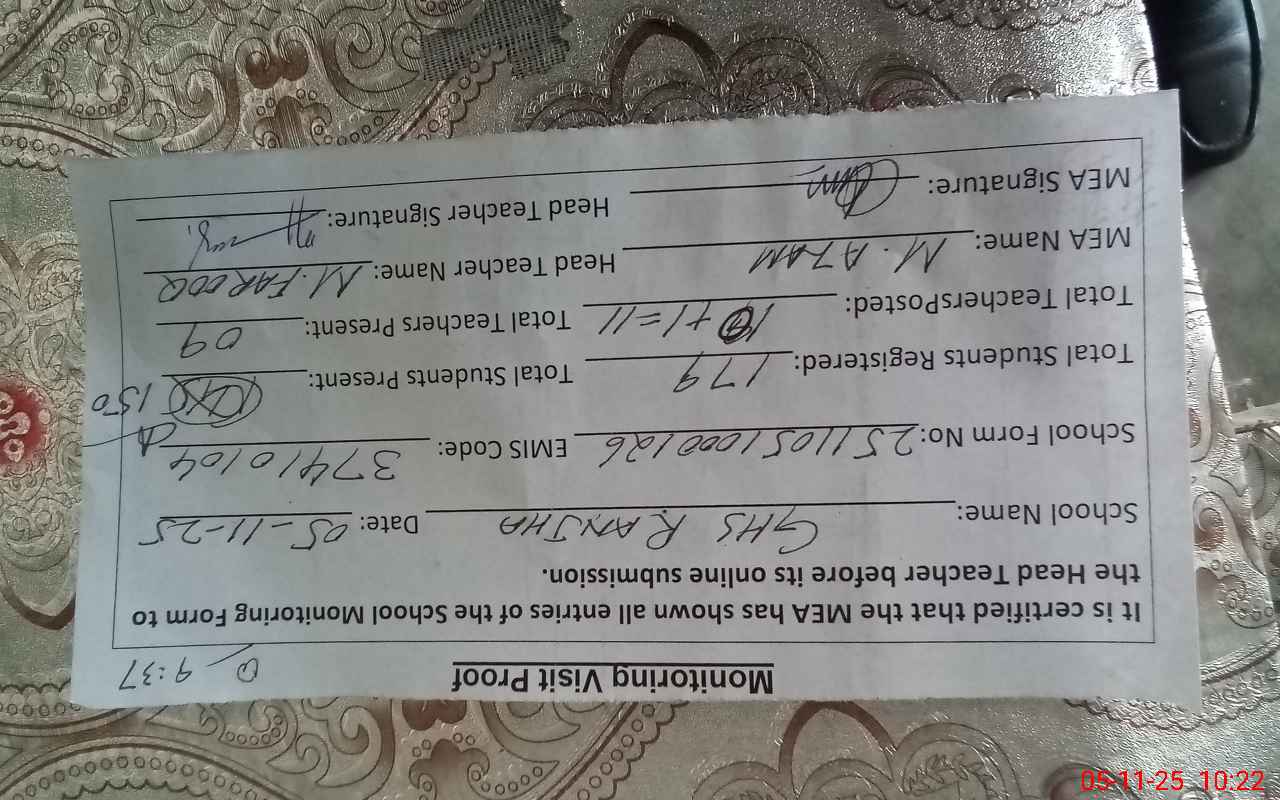 Monitoring Visit Proof @ 9:37
It is certified that the MEA has shown all entries of the School Monitoring Form to
the Head Teacher before its online submission.
School Name: GHS RANJHA Date: 05-11-25
School Form No: 2511051000126 EMIS Code: 37410104
Total Students Registered: 179 Total Students Present: 150
Total TeachersPosted: 10+1=11 Total Teachers Present: 09
MEA Name: M. AZAM Head Teacher Name: M. FAROOQ
MEA Signature: Head Teacher Signature:
05-11-25 10:22